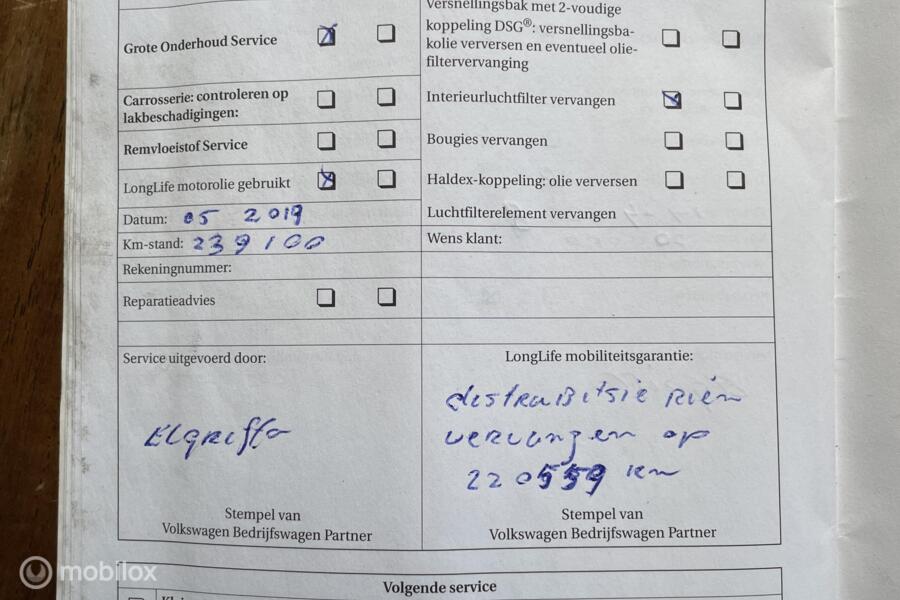 Versnellingsbak met 2-voudige
koppeling DSG®: versnellingsba-
kolie verversen en eventueel olie-
filtervervanging
Grote Onderhoud Service
Carrosserie: controleren op
lakbeschadigingen:
Interieurluchtfilter vervangen
Remvloeistof Service
Bougies vervangen
LongLife motorolie gebruikt
Haldex-koppeling: olie verversen
Datum: 05 2019
Luchtfilterelement vervangen
Km-stand: 239100
Wens klant:
Rekeningnummer:
Reparatieadvies
Service uitgevoerd door:
Elgriffa
Stempel van
Volkswagen Bedrijfswagen Partner
LongLife mobiliteitsgarantie:
distraBitsie Riem
vervangen op
220559 km
Stempel van
Volkswagen Bedrijfswagen Partner
Volgende service
mobilox